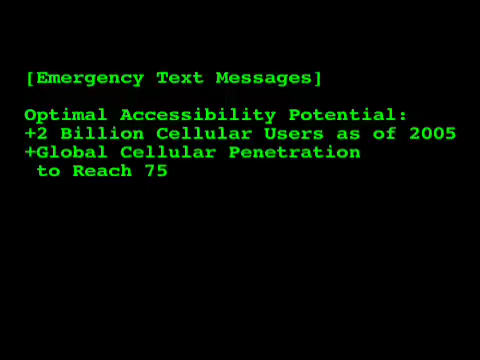 [Emergency Text Messages]
Optimal Accessibility Potential:
+2 Billion Cellular Users as of 2005
+Global Cellular Penetration
to Reach 75